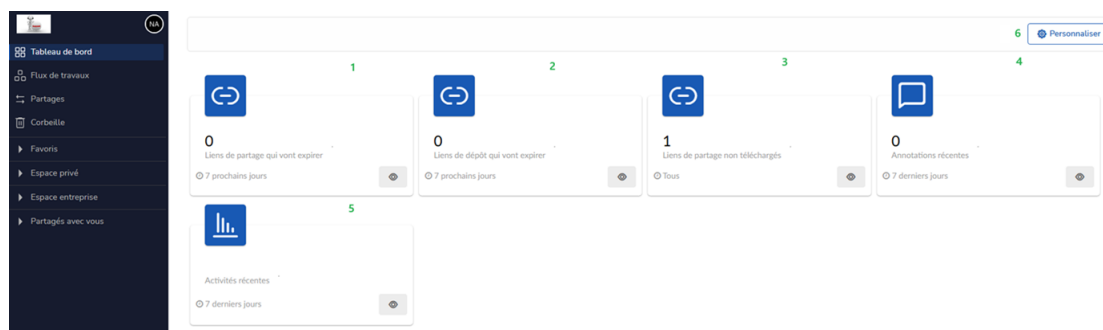 NA
Tableau de bord
Flux de travaux
Partages
Corbeille
Favoris
Espace privé
Espace entreprise
Partagés avec vous
6 Personnaliser
1
0
Liens de partage qui vont expirer
7 prochains jours
2
0
Liens de dépôt qui vont expirer
7 prochains jours
3
1
Liens de partage non téléchargés
Tous
4
0
Annotations récentes
7 derniers jours
5
Activités récentes
7 derniers jours